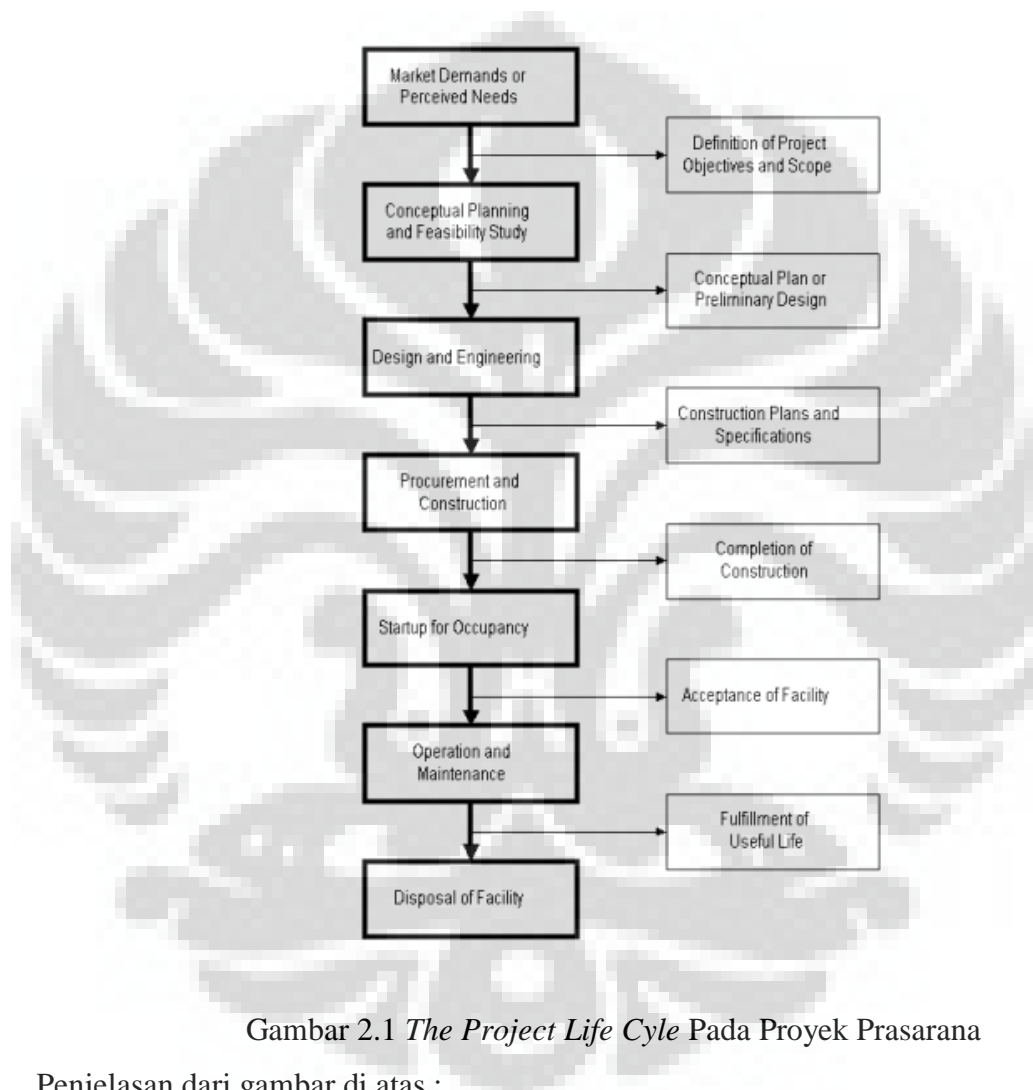 Market Demands or
Perceived Needs
Definition of Project
Objectives and Scope
Conceptual Planning
and Feasibility Study
Conceptual Plan or
Preliminary Design
Design and Engineering
Construction Plans and
Specifications
Procurement and
Construction
Completion of
Construction
Startup for Occupancy
Acceptance of Facility
Operation and
Maintenance
Fulfillment of
Useful Life
Disposal of Facility
Gambar 2.1 The Project Life Cyle Pada Proyek Prasarana
Penjelasan dari gambar di atas :